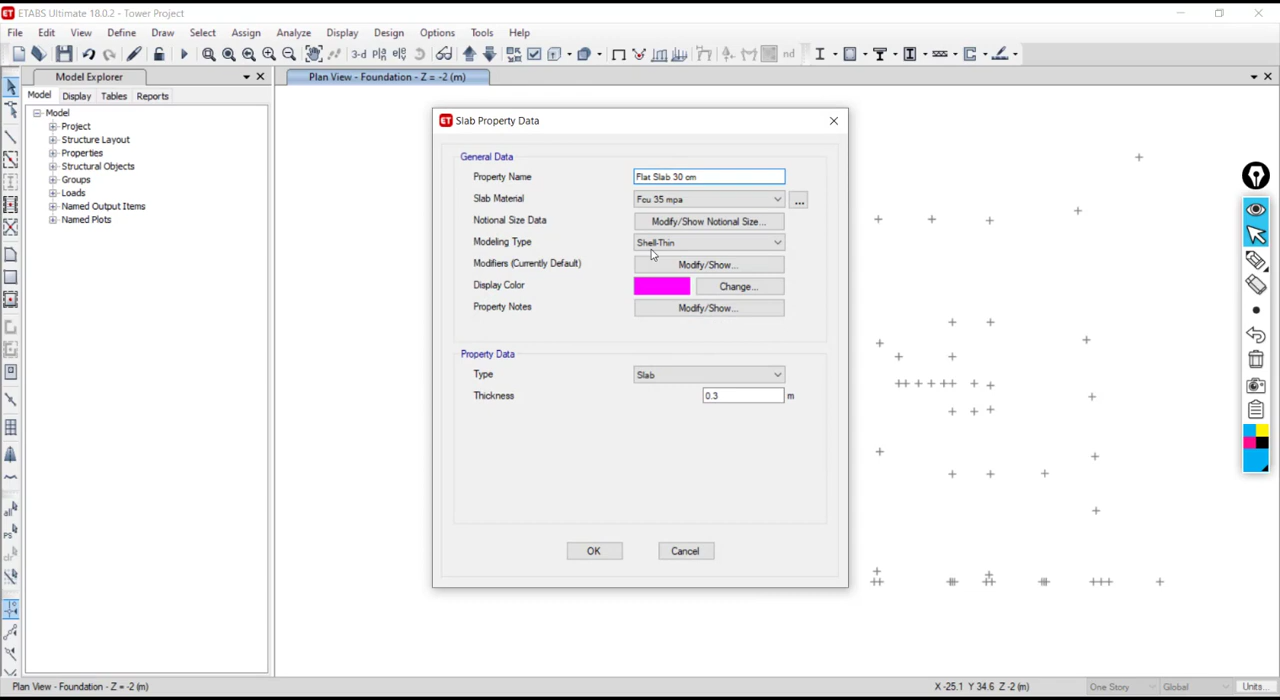 ETABS Ultimate 18.0.2 - Tower Project
File Edit View Define Draw Select Assign Analyze Display Design Options Tools Help
3-d nd
Model Explorer
Plan View - Foundation - Z = -2 (m)
Model Display Tables Reports
Model
Project
Structure Layout
Properties
Structural Objects
Groups
Loads
Named Output Items
Named Plots
all
PS
clr
Slab Property Data
General Data
Property Name Flat Slab 30 cm
Slab Material Fcu 35 mpa ...
Notional Size Data Modify/Show Notional Size...
Modeling Type Shell-Thin
Modifiers (Currently Default) Modify/Show...
Display Color Change...
Property Notes Modify/Show...
Property Data
Type Slab
Thickness 0.3 m
OK Cancel
Plan View - Foundation - Z = -2 (m) X -25.1 Y 34.6 Z -2 (m) One Story Global Units...